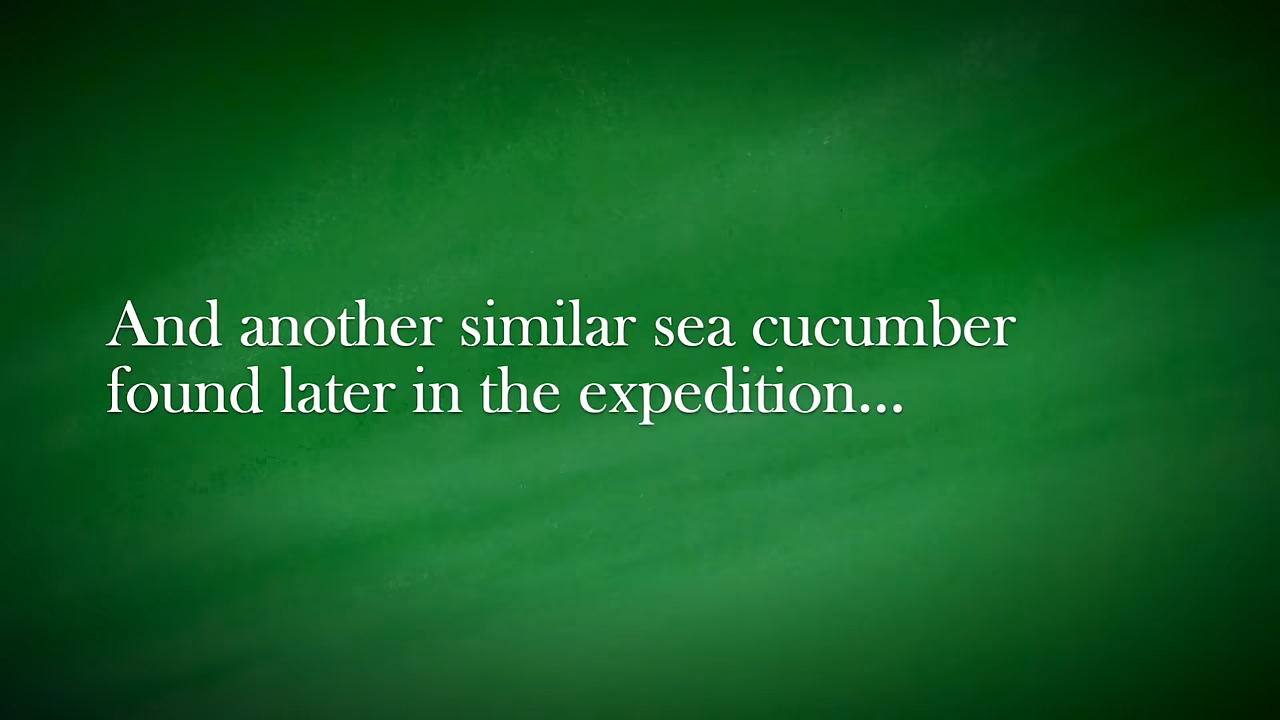 And another similar sea cucumber
found later in the expedition...